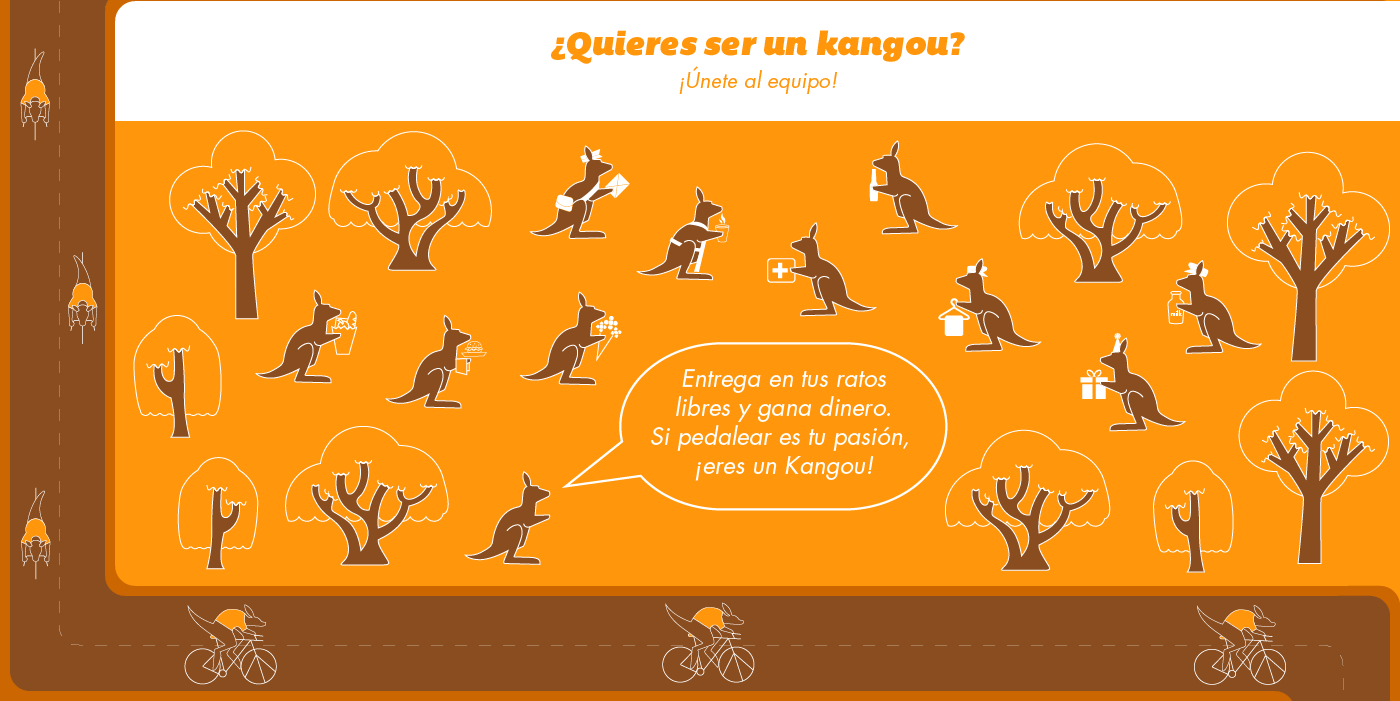 ¿Quieres ser un kangou?
¡Únete al equipo!
milk
Entrega en tus ratos
libres y gana dinero.
Si pedalear es tu pasión,
¡eres un Kangou!